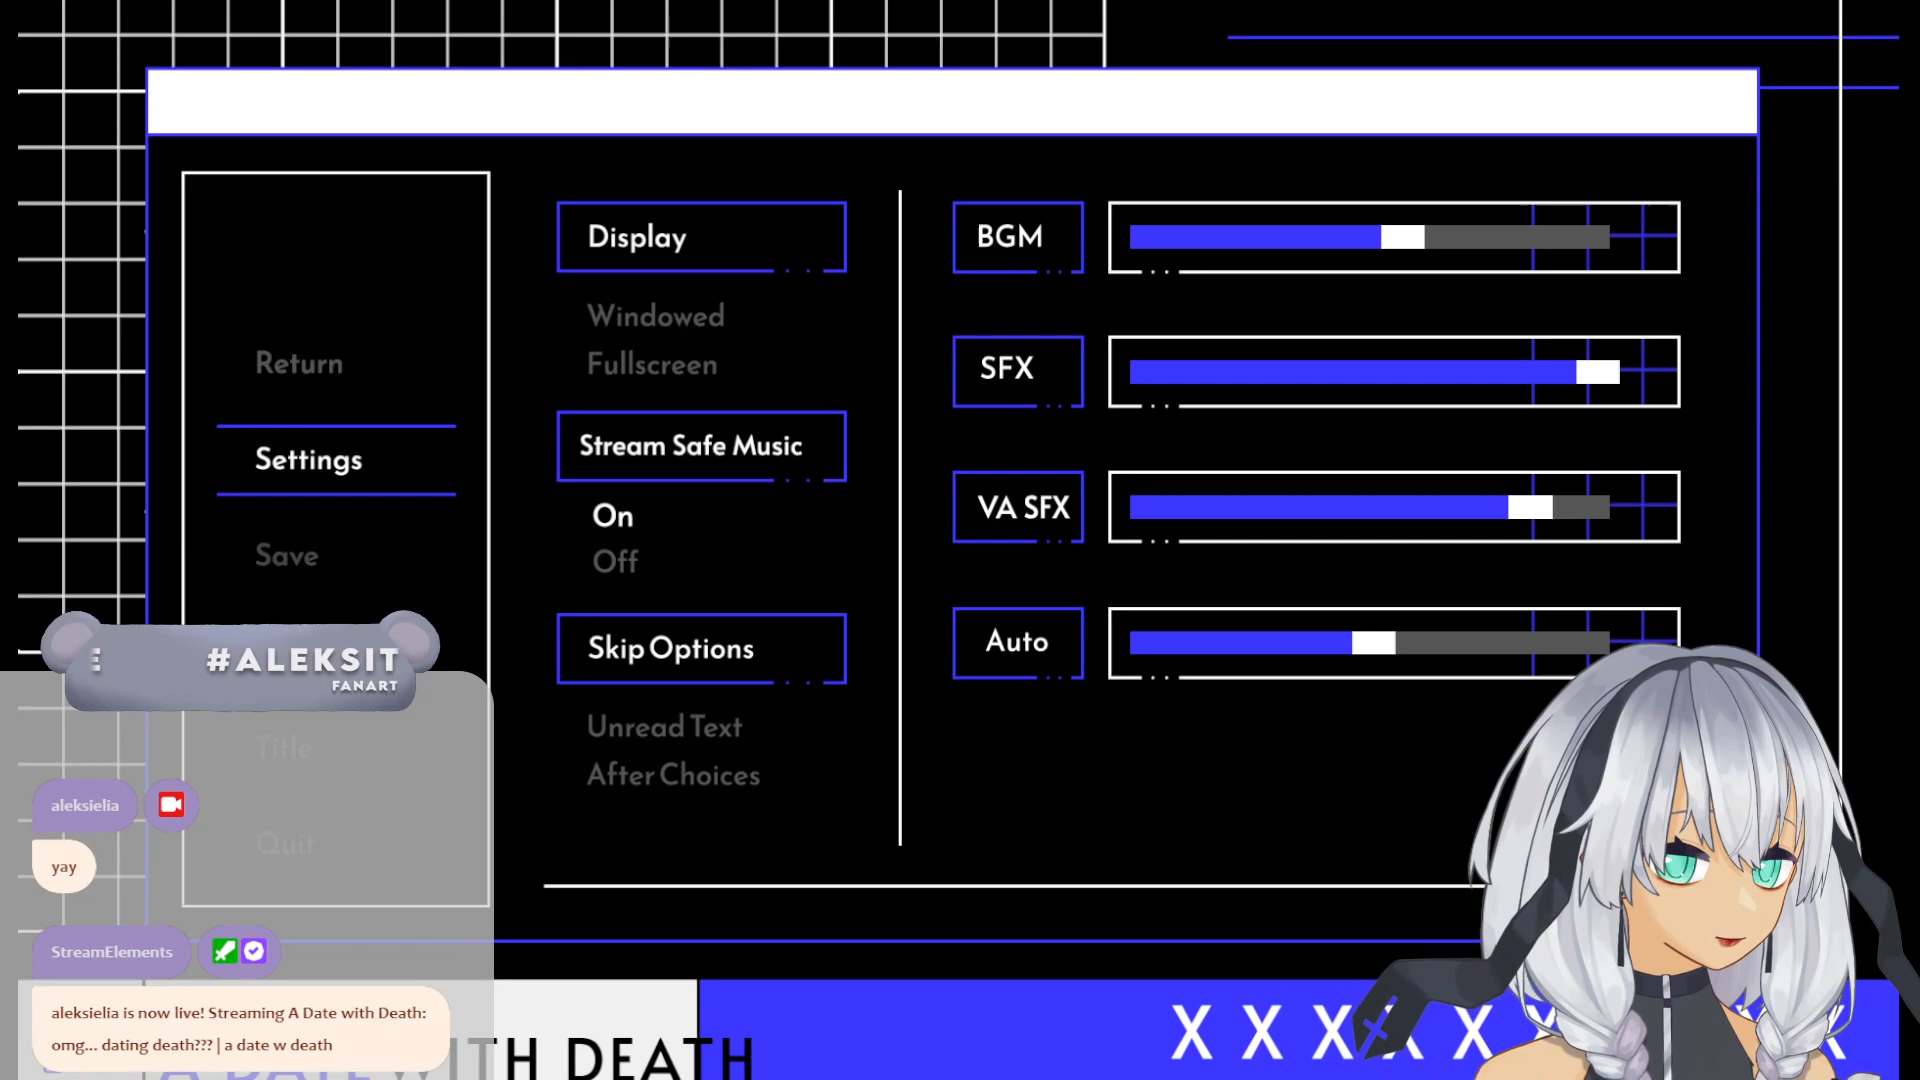 Return
Settings
Save
Title
Quit
Display
Windowed
Fullscreen
Stream Safe Music
On
Off
Skip Options
Unread Text
After Choices
BGM
SFX
VA SFX
Auto
#ALEKSIT
FANART
aleksielia
yay
StreamElements
aleksielia is now live! Streaming A Date with Death:
omg... dating death??? | a date w death
A DATE WITH DEATH
X X X X X X X X X X